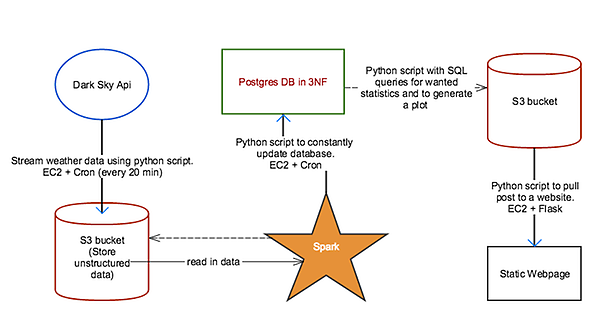 Dark Sky Api
Stream weather data using python script.
EC2 + Cron (every 20 min)
S3 bucket
(Store
unstructured
data)
read in data
Spark
Python script to constantly
update database.
EC2 + Cron
Postgres DB in 3NF
Python script with SQL
queries for wanted
statistics and to generate
a plot
S3 bucket
Python script to pull
post to a website.
EC2 + Flask
Static Webpage